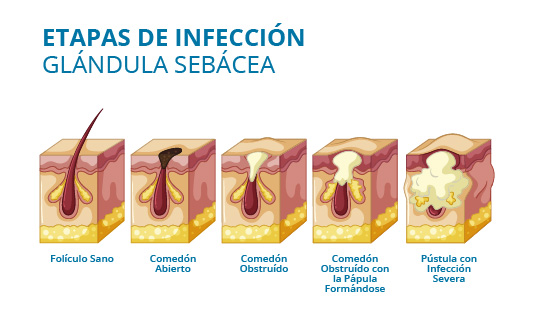 ETAPAS DE INFECCIÓN
GLÁNDULA SEBÁCEA
Folículo Sano
Comedón
Abierto
Comedón
Obstruído
Comedón
Obstruído con
la Pápula
Formándose
Pústula con
Infección
Severa